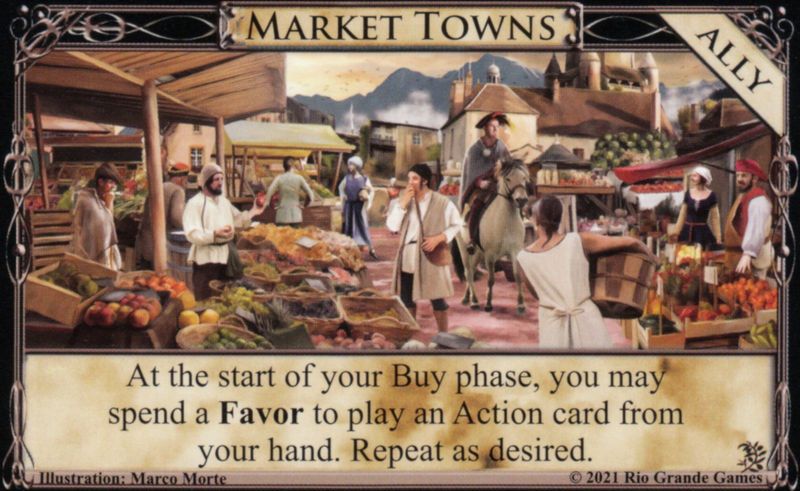 MARKET TOWNS
ALLY
At the start of your Buy phase, you may
spend a Favor to play an Action card from
your hand. Repeat as desired.
Illustration: Marco Morte
© 2021 Rio Grande Games